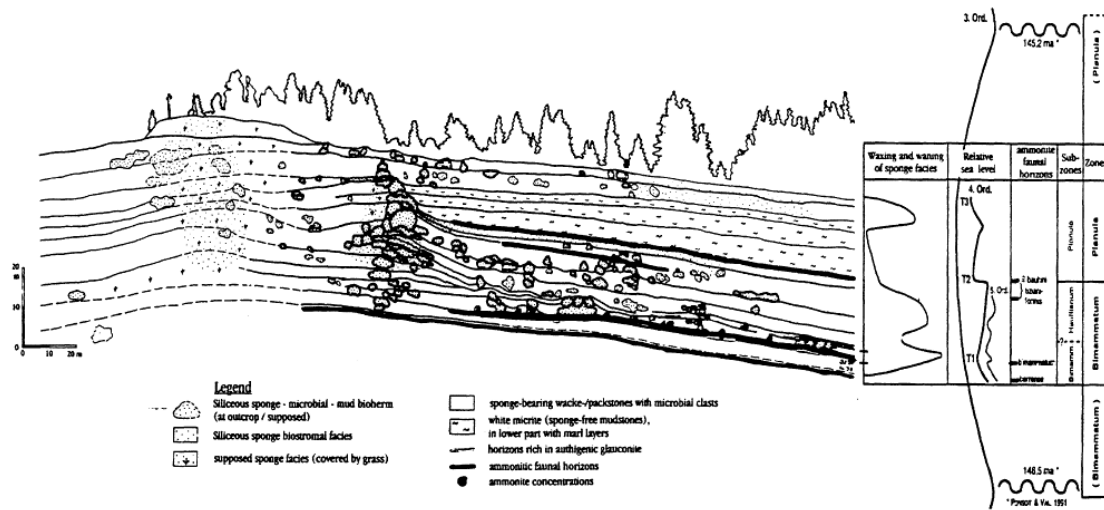 3. Ord.
145.2 ma *
( Planula )
Waxing and waning
of sponge facies
Relative
sea level
ammonite
faunal
horizons
Sub-
zones
Zone
4. Ord.
T3
Planula
Planula
T2
bauhini
5. Ord.
Hauffianum
Bimammatum
?
T1
20
m
10
0
0 10 20 m
Legend
Siliceous sponge - microbial - mud bioherm
(at outcrop / supposed)
Siliceous sponge biostromal facies
supposed sponge facies (covered by grass)
sponge-bearing wacke-/packstones with microbial clasts
white micrite (sponge-free mudstones),
in lower part with marl layers
horizons rich in authigenic glauconite
ammonitic faunal horizons
ammonite concentrations
( Bimammatum )
148.5 ma *
1991